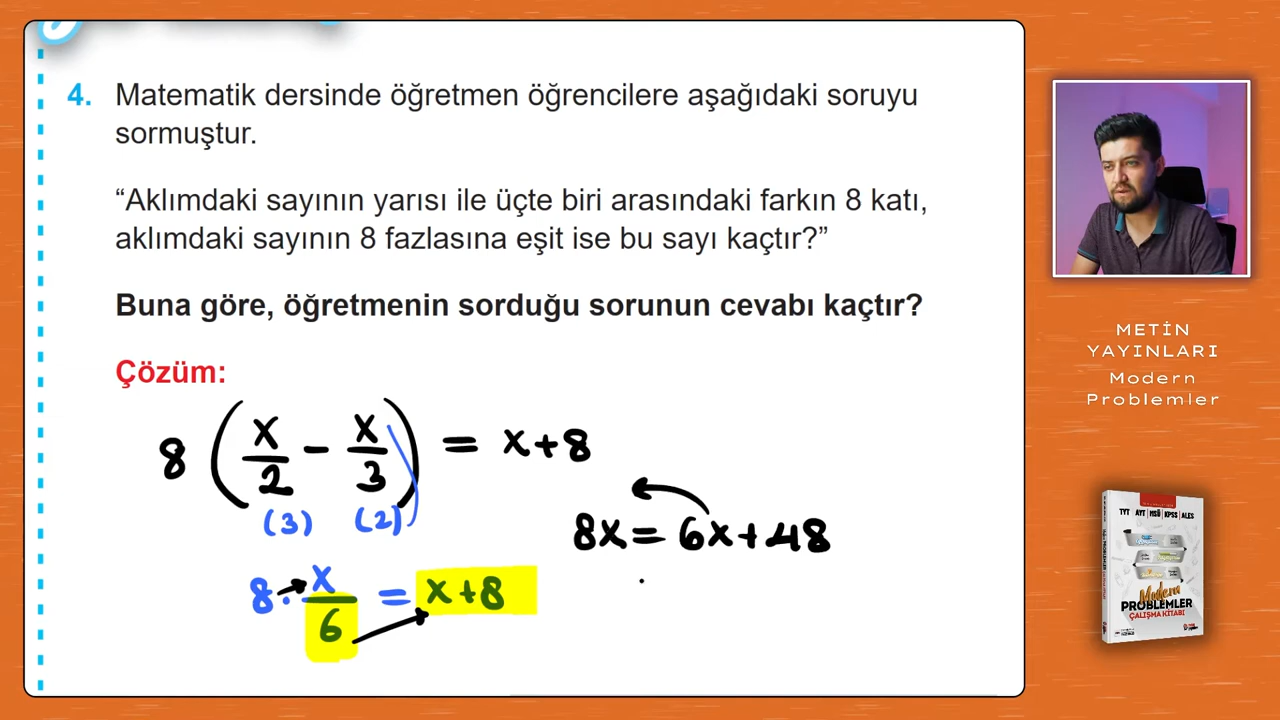 4. Matematik dersinde öğretmen öğrencilere aşağıdaki soruyu
sormuştur.
“Aklımdaki sayının yarısı ile üçte biri arasındaki farkın 8 katı,
aklımdaki sayının 8 fazlasına eşit ise bu sayı kaçtır?”
Buna göre, öğretmenin sorduğu sorunun cevabı kaçtır?
Çözüm:
8 (x/2 - x/3) = x+8
(3) (2)
8x = 6x+48
8 · x/6 = x+8
METİN
YAYINLARI
Modern
Problemler
TYT AYT MSÜ KPSS ALES
Modern
PROBLEMLER
ÇALIŞMA KİTABI